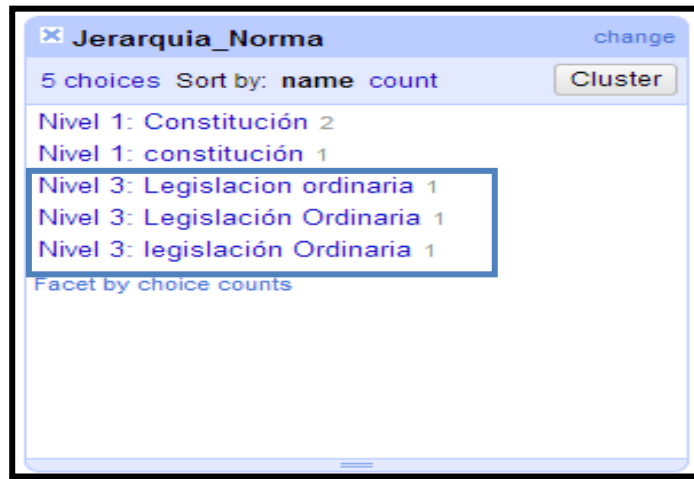 Jerarquia_Norma change
5 choices Sort by: name count Cluster
Nivel 1: Constitución 2
Nivel 1: constitución 1
Nivel 3: Legislacion ordinaria 1
Nivel 3: Legislación Ordinaria 1
Nivel 3: legislación Ordinaria 1
Facet by choice counts